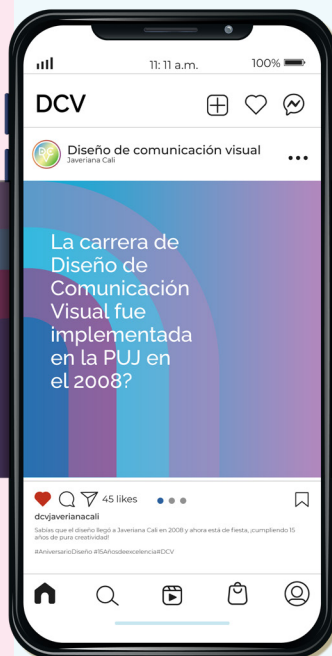 11: 11 a.m.
100%
DCV
Diseño de comunicación visual
Javeriana Cali
La carrera de
Diseño de
Comunicación
Visual fue
implementada
en la PUJ en
el 2008?
45 likes
dcvjaverianacali
Sabías que el diseño llegó a Javeriana Cali en 2008 y ahora está de fiesta, ¡cumpliendo 15
años de pura creatividad!
#AniversarioDiseño #15Añosdeexcelencia#DCV